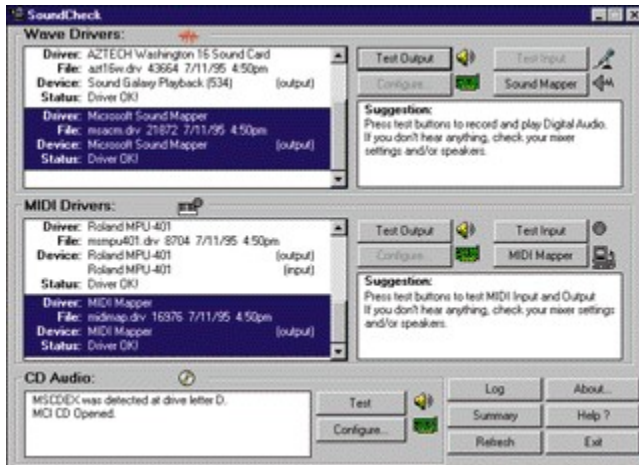 SoundCheck
Wave Drivers:
Driver: AZTECH Washington 16 Sound Card
File: azt16w.drv 43664 7/11/95 4:50pm
Device: Sound Galaxy Playback (534) (output)
Status: Driver OK!
Driver: Microsoft Sound Mapper
File: msacm.drv 21872 7/11/95 4:50pm
Device: Microsoft Sound Mapper (output)
Status: Driver OK!
Test Output
Test Input
Configure
Sound Mapper
Suggestion:
Press test buttons to record and play Digital Audio.
If you don't hear anything, check your mixer
settings and/or speakers.
MIDI Drivers:
Driver: Roland MPU-401
File: msmpu401.drv 8704 7/11/95 4:50pm
Device: Roland MPU-401 (output)
Roland MPU-401 (input)
Status: Driver OK!
Driver: MIDI Mapper
File: midimap.drv 16976 7/11/95 4:50pm
Device: MIDI Mapper (output)
Status: Driver OK!
Test Output
Test Input
Configure
MIDI Mapper
Suggestion:
Press test buttons to test MIDI Input and Output
If you don't hear anything, check your mixer settings
and/or speakers.
CD Audio:
MSCDEX was detected at drive letter D.
MCI CD Opened.
Test
Configure...
Log
About...
Summary
Help ?
Refresh
Exit